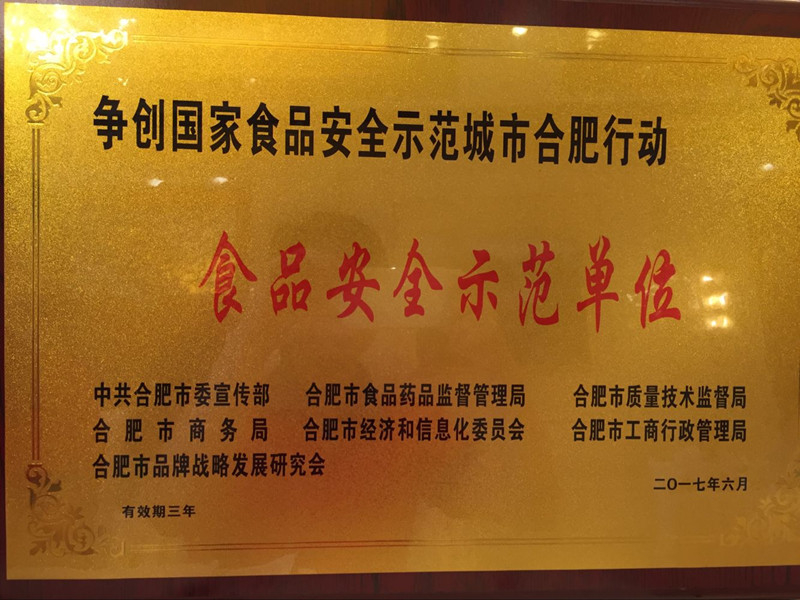 争创国家食品安全示范城市合肥行动
食品安全示范单位
中共合肥市委宣传部 合肥市食品药品监督管理局 合肥市质量技术监督局
合肥市商务局 合肥市经济和信息化委员会 合肥市工商行政管理局
合肥市品牌战略发展研究会
二〇一七年六月
有效期三年